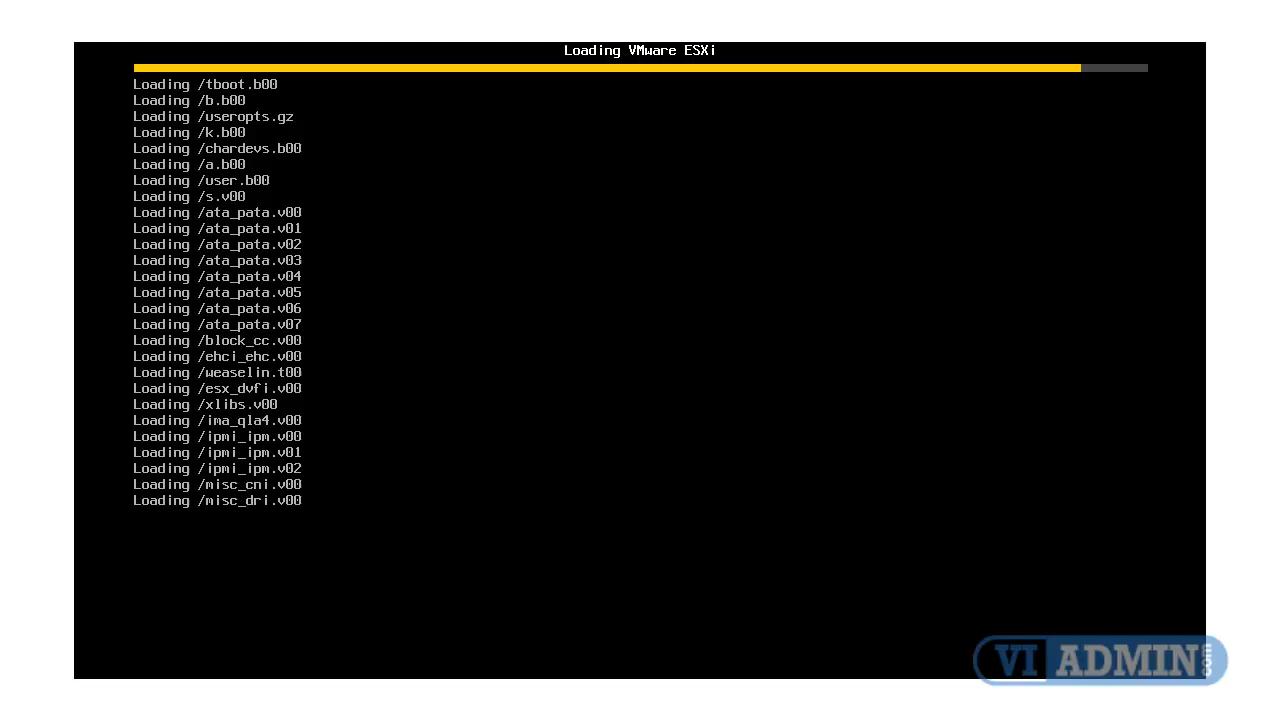 Loading VMware ESXi
Loading /tboot.b00
Loading /b.b00
Loading /useropts.gz
Loading /k.b00
Loading /chardevs.b00
Loading /a.b00
Loading /user.b00
Loading /s.v00
Loading /ata_pata.v00
Loading /ata_pata.v01
Loading /ata_pata.v02
Loading /ata_pata.v03
Loading /ata_pata.v04
Loading /ata_pata.v05
Loading /ata_pata.v06
Loading /ata_pata.v07
Loading /block_cc.v00
Loading /ehci_ehc.v00
Loading /weaselin.t00
Loading /esx_dvfi.v00
Loading /xlibs.v00
Loading /ima_qla4.v00
Loading /ipmi_ipm.v00
Loading /ipmi_ipm.v01
Loading /ipmi_ipm.v02
Loading /misc_cni.v00
Loading /misc_dri.v00
VI ADMIN.com